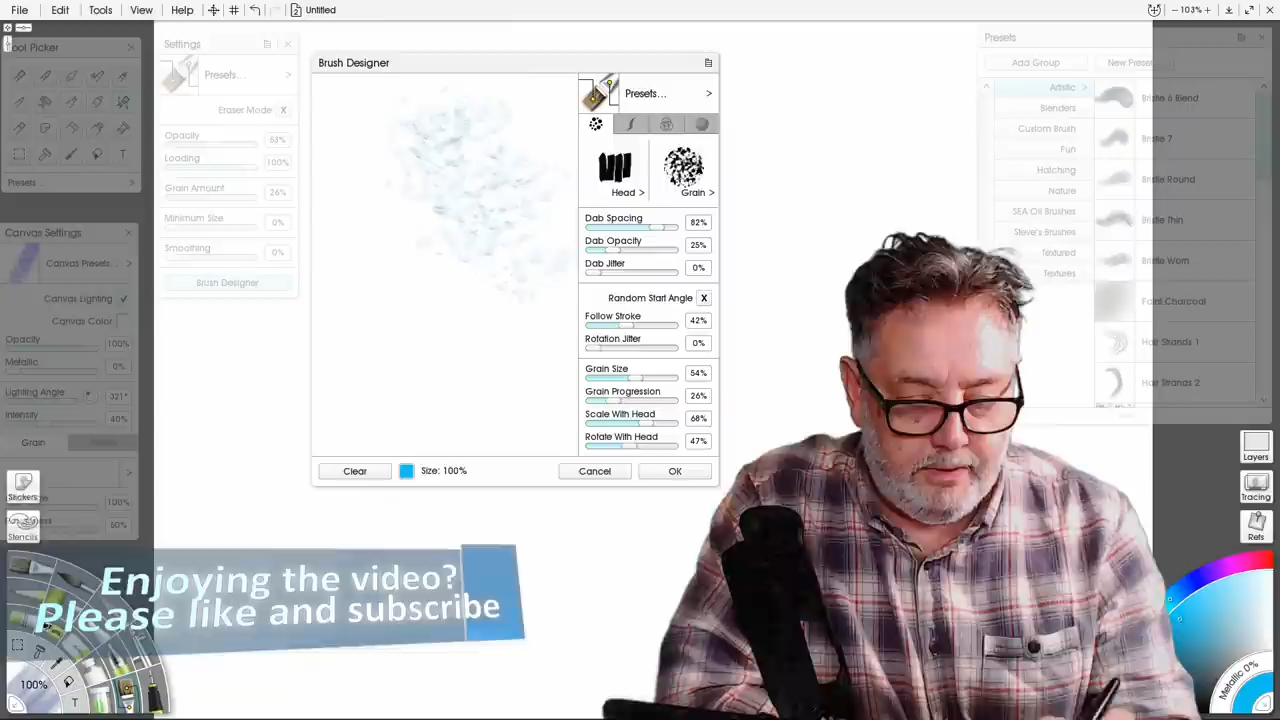 File
Edit
Tools
View
Help
Untitled
103%
Tool Picker
Presets...
Canvas Settings
Canvas Presets...
Canvas Lighting
Canvas Color
Opacity
100%
Metallic
0%
Lighting Angle
321°
Intensity
40%
Grain
100%
60%
Stickers
Stencils
100%
T
Settings
Presets...
Eraser Mode X
Opacity
53%
Loading
100%
Grain Amount
26%
Minimum Size
0%
Smoothing
0%
Brush Designer
Brush Designer
Presets...
Head >
Grain >
Dab Spacing
82%
Dab Opacity
25%
Dab Jitter
0%
Random Start Angle X
Follow Stroke
42%
Rotation Jitter
0%
Grain Size
54%
Grain Progression
26%
Scale With Head
68%
Rotate With Head
47%
Clear
Size: 100%
Cancel
OK
Presets
Add Group
Artistic
Blenders
Custom Brush
Fun
Hatching
Nature
SEA Oil Brushes
Steve's Brushes
Textured
Textures
Bristle 6 Blend
Bristle 7
Bristle Round
Bristle Thin
Bristle Worn
Faint Charcoal
Hair Strands 1
Hair Strands 2
Layers
Tracing
Refs
Metallic 0%
Enjoying the video?
Please like and subscribe